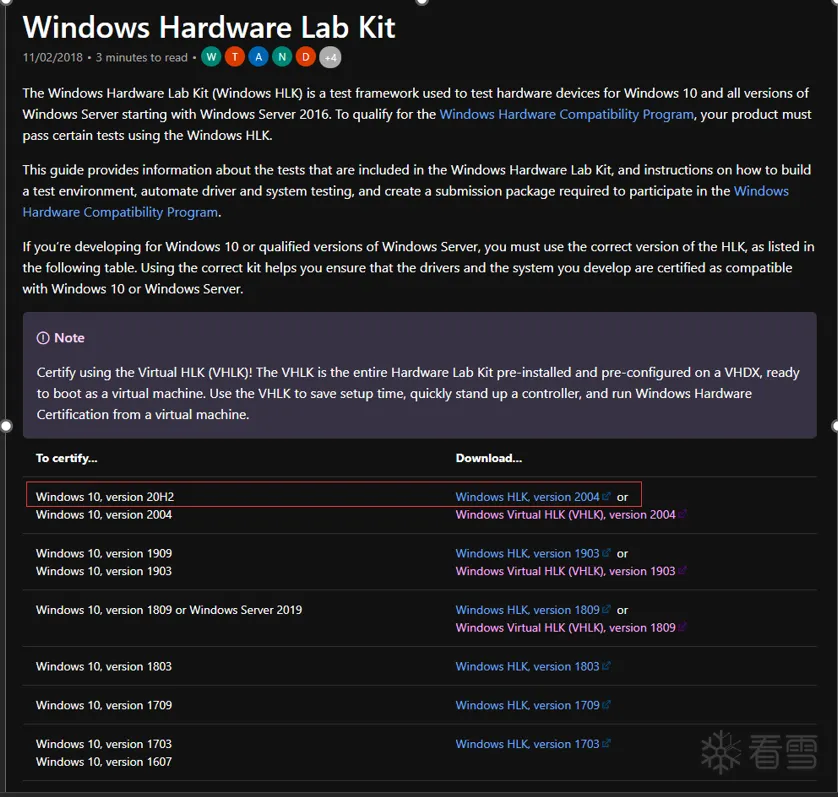 Windows Hardware Lab Kit
11/02/2018 • 3 minutes to read • W T A N D +4
The Windows Hardware Lab Kit (Windows HLK) is a test framework used to test hardware devices for Windows 10 and all versions of
Windows Server starting with Windows Server 2016. To qualify for the Windows Hardware Compatibility Program, your product must
pass certain tests using the Windows HLK.
This guide provides information about the tests that are included in the Windows Hardware Lab Kit, and instructions on how to build
a test environment, automate driver and system testing, and create a submission package required to participate in the Windows
Hardware Compatibility Program.
If you're developing for Windows 10 or qualified versions of Windows Server, you must use the correct version of the HLK, as listed in
the following table. Using the correct kit helps you ensure that the drivers and the system you develop are certified as compatible
with Windows 10 or Windows Server.
Note
Certify using the Virtual HLK (VHLK)! The VHLK is the entire Hardware Lab Kit pre-installed and pre-configured on a VHDX, ready
to boot as a virtual machine. Use the VHLK to save setup time, quickly stand up a controller, and run Windows Hardware
Certification from a virtual machine.
To certify... Download...
Windows 10, version 20H2 Windows HLK, version 2004 or
Windows 10, version 2004 Windows Virtual HLK (VHLK), version 2004
Windows 10, version 1909 Windows HLK, version 1903 or
Windows 10, version 1903 Windows Virtual HLK (VHLK), version 1903
Windows 10, version 1809 or Windows Server 2019 Windows HLK, version 1809 or
Windows Virtual HLK (VHLK), version 1809
Windows 10, version 1803 Windows HLK, version 1803
Windows 10, version 1709 Windows HLK, version 1709
Windows 10, version 1703 Windows HLK, version 1703
Windows 10, version 1607
看雪